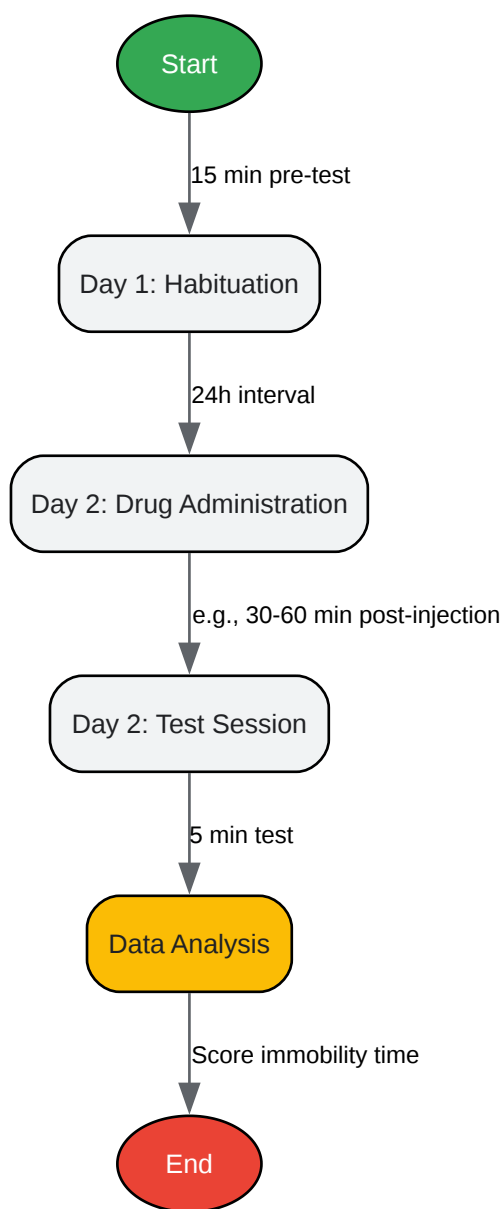 Start
15 min pre-test
Day 1: Habituation
24h interval
Day 2: Drug Administration
e.g., 30-60 min post-injection
Day 2: Test Session
5 min test
Data Analysis
Score immobility time
End